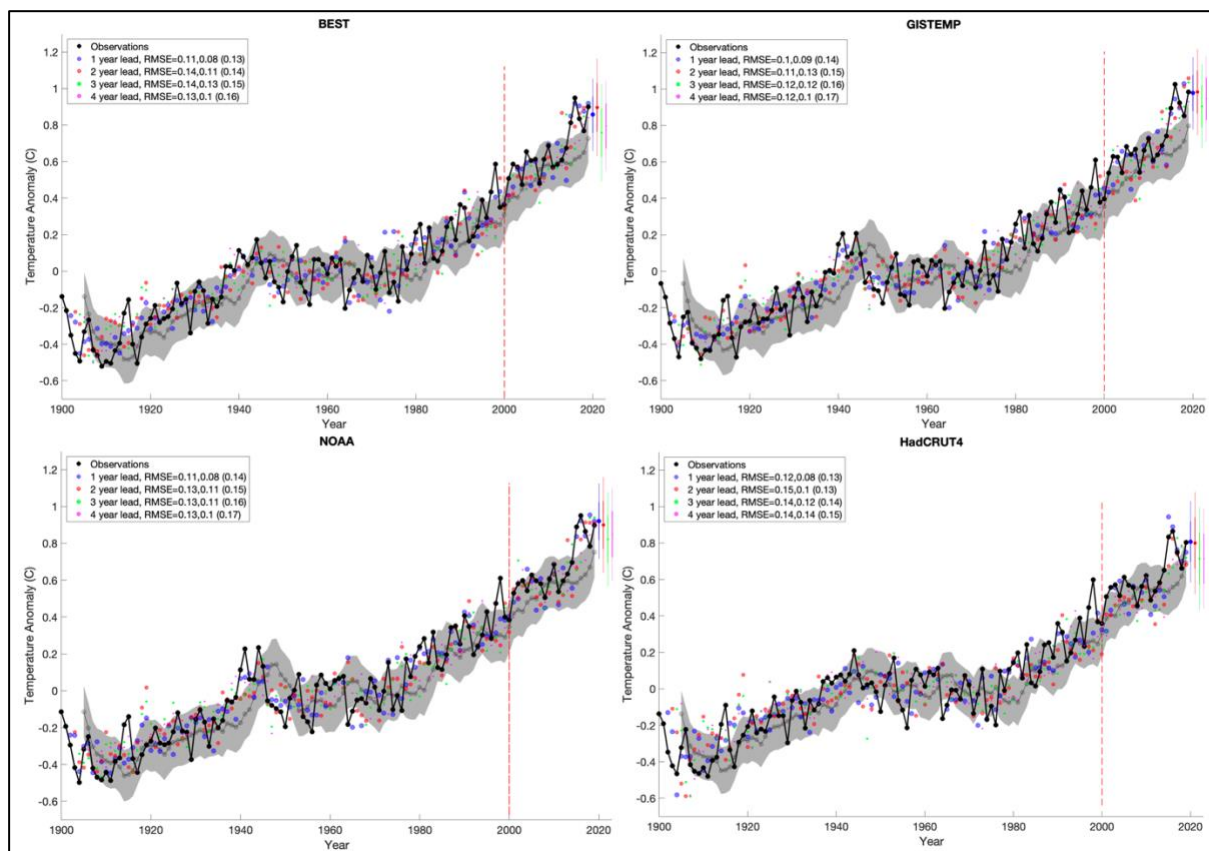 BEST
Observations
1 year lead, RMSE=0.11,0.08 (0.13)
2 year lead, RMSE=0.14,0.11 (0.14)
3 year lead, RMSE=0.14,0.13 (0.15)
4 year lead, RMSE=0.13,0.1 (0.16)
Temperature Anomaly (C)
1.2
1
0.8
0.6
0.4
0.2
0
-0.2
-0.4
-0.6
1900
1920
1940
1960
1980
2000
2020
Year
GISTEMP
Observations
1 year lead, RMSE=0.1,0.09 (0.14)
2 year lead, RMSE=0.11,0.13 (0.15)
3 year lead, RMSE=0.12,0.12 (0.16)
4 year lead, RMSE=0.12,0.1 (0.17)
Temperature Anomaly (C)
1.2
1
0.8
0.6
0.4
0.2
0
-0.2
-0.4
-0.6
1900
1920
1940
1960
1980
2000
2020
Year
NOAA
Observations
1 year lead, RMSE=0.11,0.08 (0.14)
2 year lead, RMSE=0.13,0.11 (0.15)
3 year lead, RMSE=0.13,0.11 (0.16)
4 year lead, RMSE=0.13,0.1 (0.17)
Temperature Anomaly (C)
1.2
1
0.8
0.6
0.4
0.2
0
-0.2
-0.4
-0.6
1900
1920
1940
1960
1980
2000
2020
Year
HadCRUT4
Observations
1 year lead, RMSE=0.12,0.08 (0.13)
2 year lead, RMSE=0.15,0.1 (0.13)
3 year lead, RMSE=0.14,0.12 (0.14)
4 year lead, RMSE=0.14,0.14 (0.15)
Temperature Anomaly (C)
1.2
1
0.8
0.6
0.4
0.2
0
-0.2
-0.4
-0.6
1900
1920
1940
1960
1980
2000
2020
Year